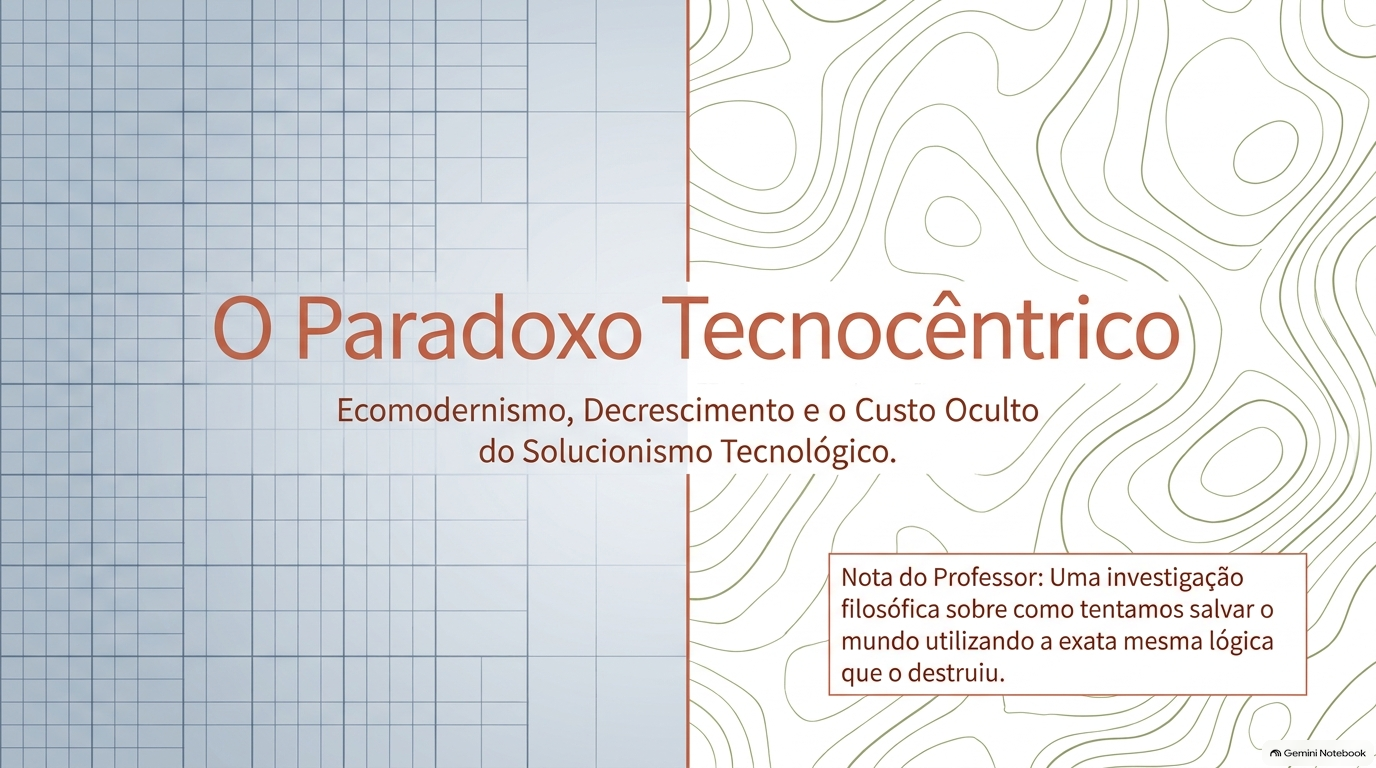 O Paradoxo Tecnocêntrico
Ecomodernismo, Decrescimento e o Custo Oculto
do Solucionismo Tecnológico.
Nota do Professor: Uma investigação
filosófica sobre como tentamos salvar o
mundo utilizando a exata mesma lógica
que o destruiu.
Gemini Notebook